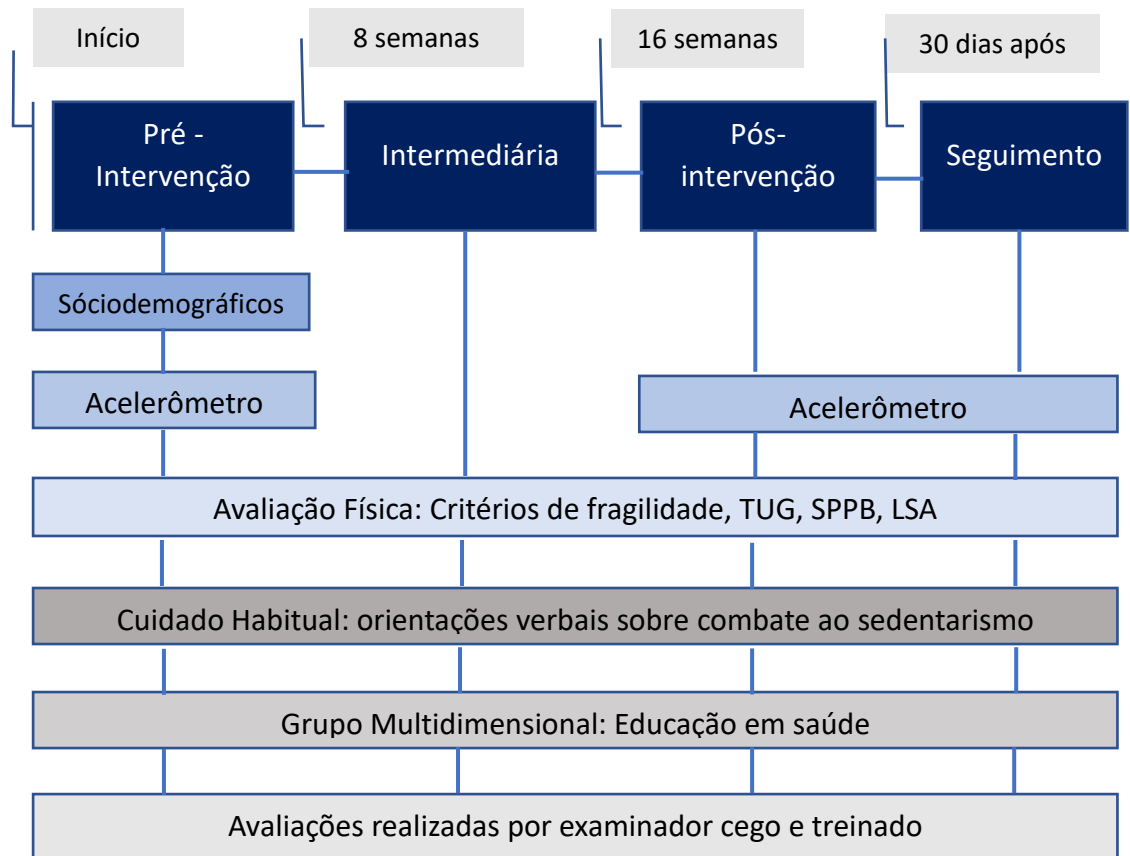 Início
8 semanas
16 semanas
30 dias após
Pré -
Intervenção
Intermediária
Pós-
intervenção
Seguimento
Sóciodemográficos
Acelerômetro
Acelerômetro
Avaliação Física: Critérios de fragilidade, TUG, SPPB, LSA
Cuidado Habitual: orientações verbais sobre combate ao sedentarismo
Grupo Multidimensional: Educação em saúde
Avaliações realizadas por examinador cego e treinado